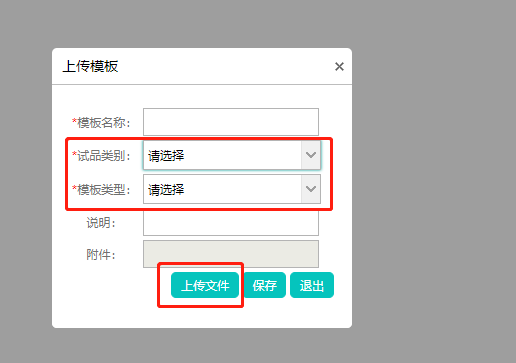 上传模板 ×
*模板名称:
*试品类别: 请选择
*模板类型: 请选择
说明:
附件:
上传文件 保存 退出